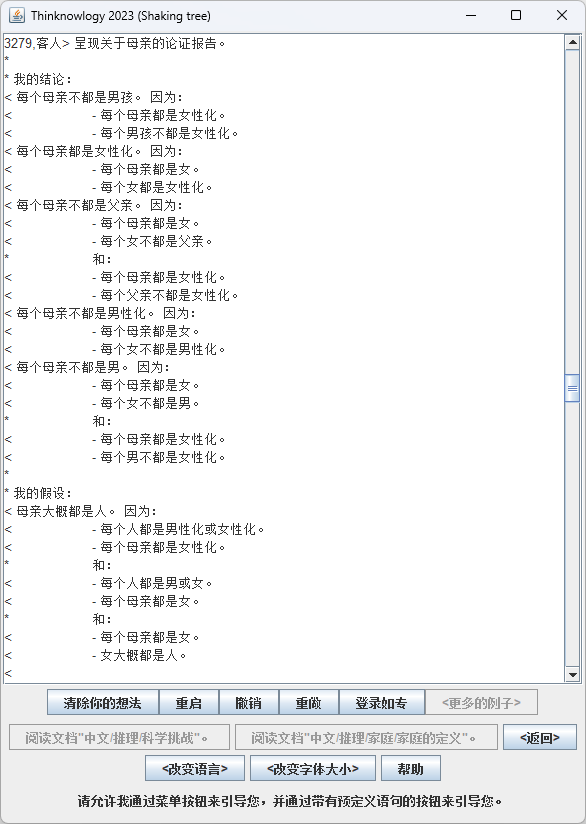 Thinknowlogy 2023 (Shaking tree)
3279,客人> 呈现关于母亲的论证报告。
*
* 我的结论：
< 每个母亲不都是男孩。 因为：
< - 每个母亲都是女性化。
< - 每个男孩不都是女性化。
< 每个母亲都是女性化。 因为：
< - 每个母亲都是女。
< - 每个女都是女性化。
< 每个母亲不都是父亲。 因为：
< - 每个母亲都是女。
< - 每个女不都是父亲。
* 和：
< - 每个母亲都是女性化。
< - 每个父亲不都是女性化。
< 每个母亲不都是男性化。 因为：
< - 每个母亲都是女。
< - 每个女不都是男性化。
< 每个母亲不都是男。 因为：
< - 每个母亲都是女。
< - 每个女不都是男。
* 和：
< - 每个母亲都是女性化。
< - 每个男不都是女性化。
*
* 我的假设：
< 母亲大概都是人。 因为：
< - 每个人都是男性化或女性化。
< - 每个母亲都是女性化。
* 和：
< - 每个人都是男或女。
< - 每个母亲都是女。
* 和：
< - 每个母亲都是女。
< - 女大概都是人。
<
清除你的想法 重启 撤销 重做 登录如专 <更多的例子>
阅读文档"中文/推理/科学挑战"。 阅读文档"中文/推理/家庭/家庭的定义"。 <返回>
<改变语言> <改变字体大小> 帮助
请允许我通过菜单按钮来引导您，并通过带有预定义语句的按钮来引导您。